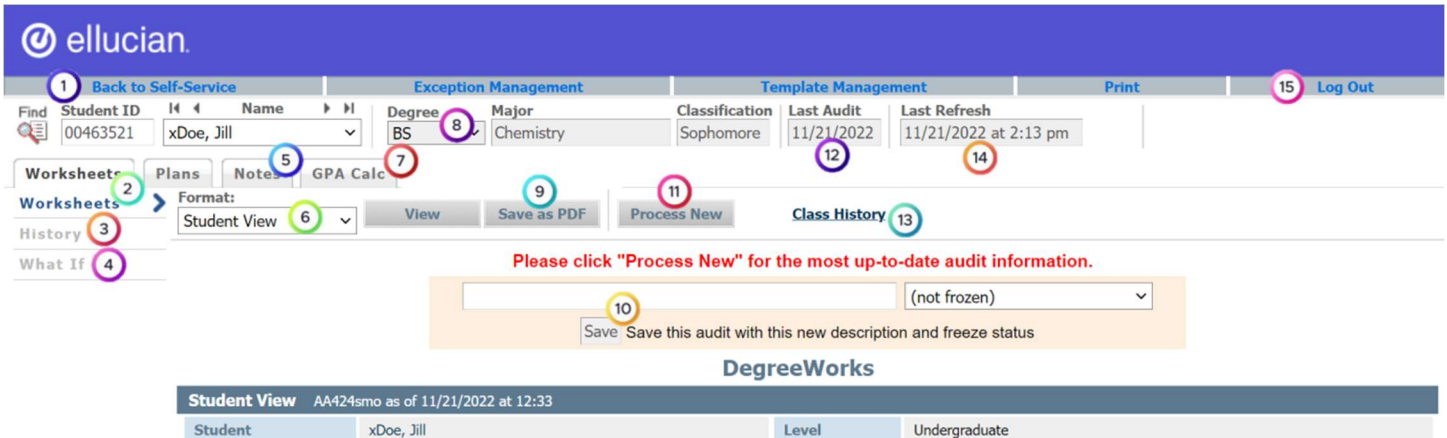 ellucian.
1 Back to Self-Service Exception Management Template Management Print 15 Log Out
Find Student ID Name Degree 8 Major Classification Last Audit Last Refresh
00463521 xDoe, Jill BS Chemistry Sophomore 11/21/2022 11/21/2022 at 2:13 pm
12 14
Worksheets Plans Notes 5 GPA Calc 7
Worksheets 2 Format: 9 11
Student View 6 View Save as PDF Process New Class History 13
History 3
What If 4
Please click "Process New" for the most up-to-date audit information.
(not frozen)
10
Save Save this audit with this new description and freeze status
DegreeWorks
Student View AA424smo as of 11/21/2022 at 12:33
Student xDoe, Jill Level Undergraduate